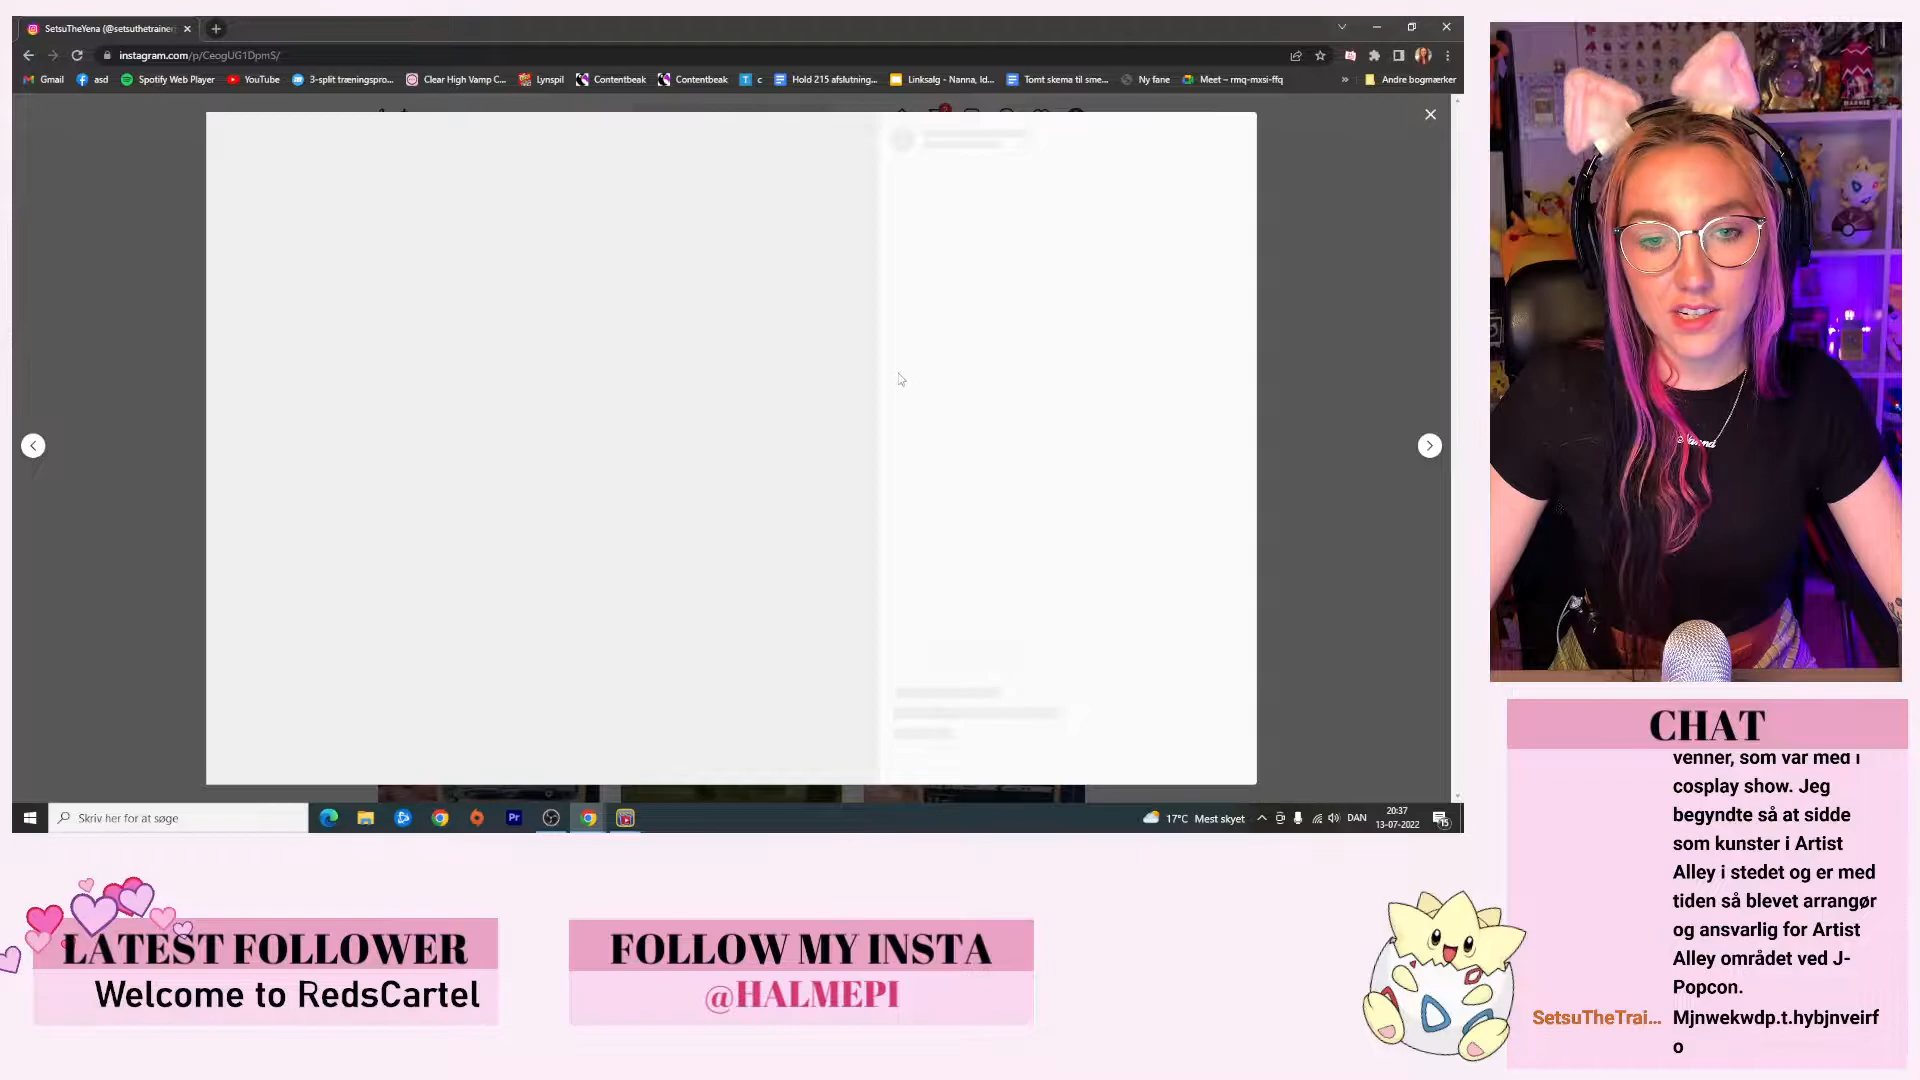 SetsuTheYena (@setsuthetrainer
instagram.com/p/CeogUG1DpmS/
Gmail asd Spotify Web Player YouTube 3-split træningspro... Clear High Vamp C... Lynspil Contentbeak Contentbeak c Hold 215 afslutning... Linksalg - Nanna, Id... Tomt skema til sme... Ny fane Meet – rmq-mxsi-ffq » Andre bogmærker
Skriv her for at søge
Pr
17°C Mest skyet
DAN
20:37
13-07-2022
15
CHAT
venner, som var med i
cosplay show. Jeg
begyndte så at sidde
som kunster i Artist
Alley i stedet og er med
tiden så blevet arrangør
og ansvarlig for Artist
Alley området ved J-
Popcon.
SetsuTheTrai... Mjnwekwdp.t.hybjnveirf
o
LATEST FOLLOWER
Welcome to RedsCartel
FOLLOW MY INSTA
@HALMEPI